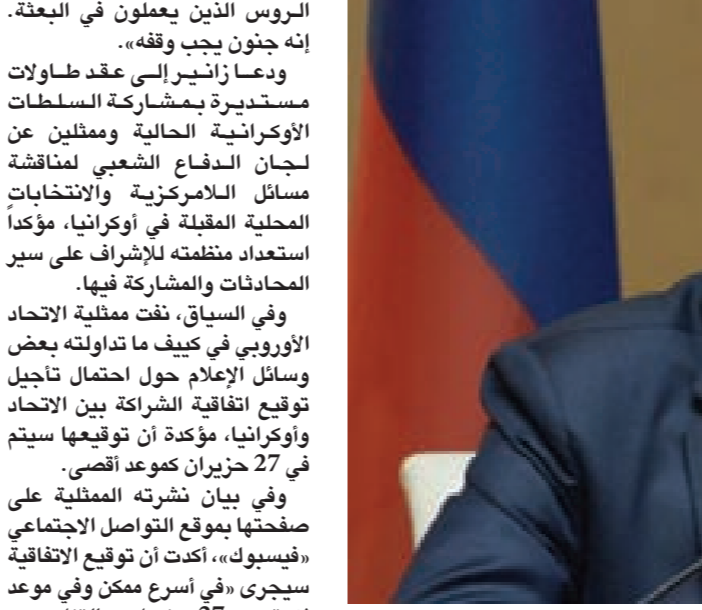 الروس الذين يعملون في البعثة.
إنه جنون يجب وقفه».
ودعا زانير إلى عقد طاولات
مستديرة بمشاركة السلطات
الأوكرانية الحالية وممثلين عن
لجان الدفاع الشعبي لمناقشة
مسائل اللامركزية والانتخابات
المحلية المقبلة في أوكرانيا، مؤكداً
استعداد منظمته للإشراف على سير
المحادثات والمشاركة فيها.
وفي السياق، نفت ممثلية الاتحاد
الأوروبي في كييف ما تداولته بعض
وسائل الإعلام حول احتمال تأجيل
توقيع اتفاقية الشراكة بين الاتحاد
وأوكرانيا، مؤكدة أن توقيعها سيتم
في 27 حزيران كموعد أقصى.
وفي بيان نشرته الممثلية على
صفحتها بموقع التواصل الاجتماعي
«فيسبوك»، أكدت أن توقيع الاتفاقية
سيجرى «في أسرع ممكن وفي موعد
27